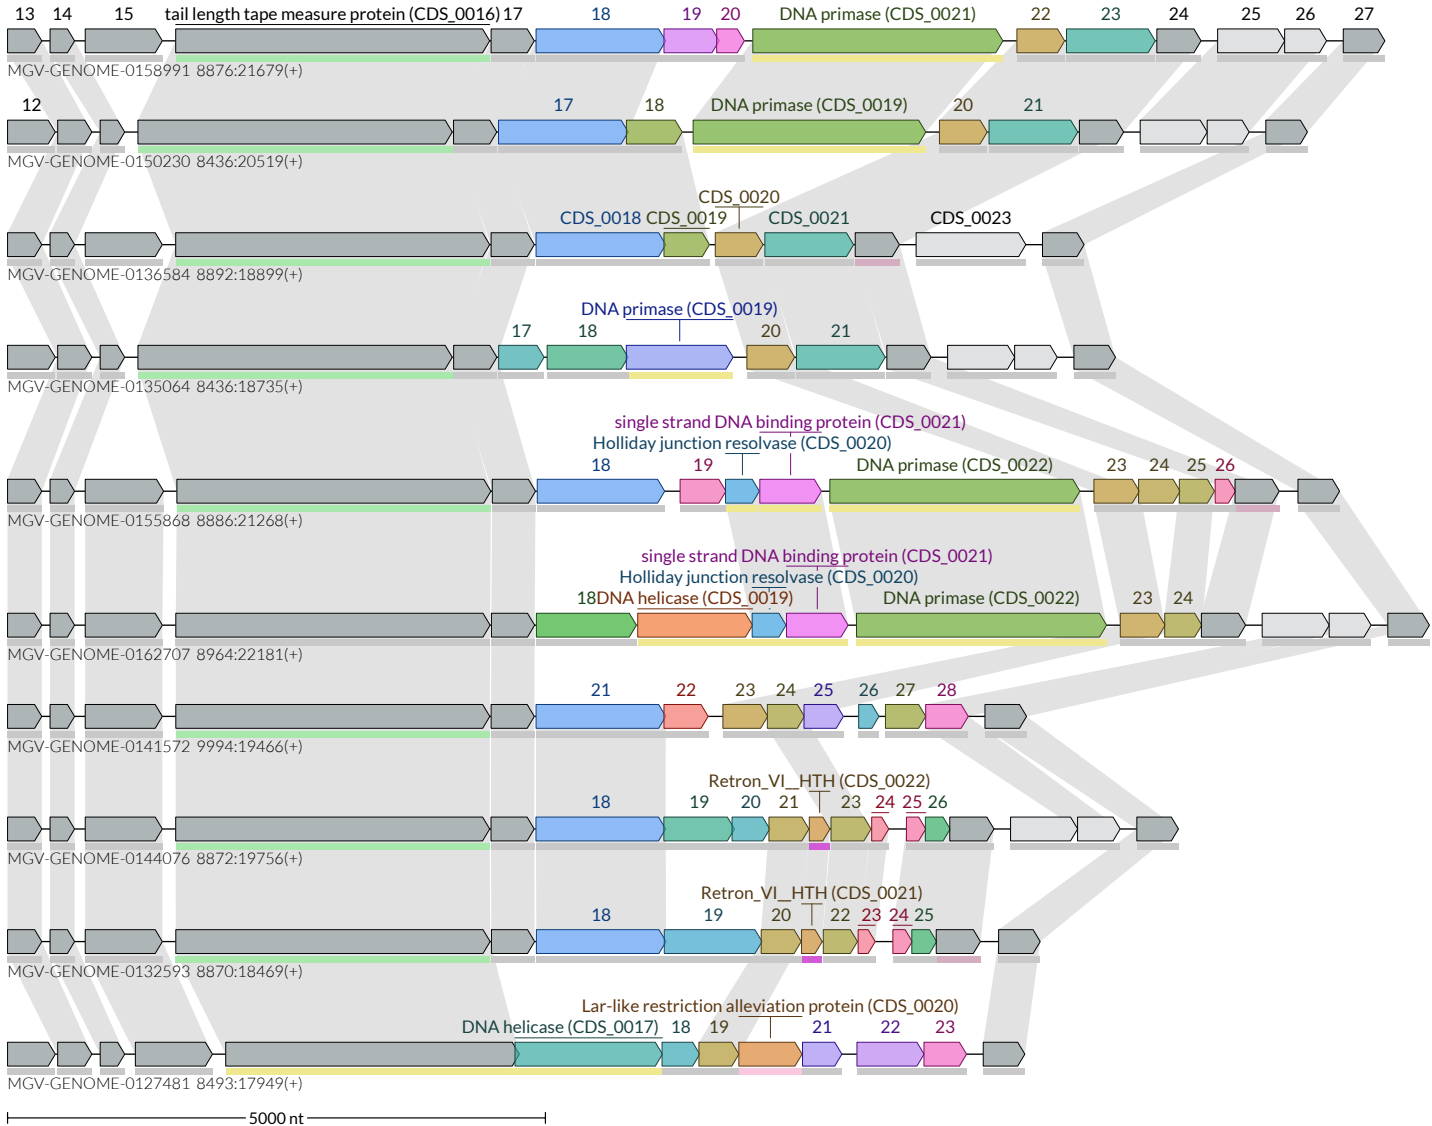 13 14 15 tail length tape measure protein (CDS_0016) 17 18 19 20 DNA primase (CDS_0021) 22 23 24 25 26 27
MGV-GENOME-0158991 8876:21679(+)
12 17 18 DNA primase (CDS_0019) 20 21
MGV-GENOME-0150230 8436:20519(+)
CDS_0020
CDS_0018 CDS_0019 CDS_0021 CDS_0023
MGV-GENOME-0136584 8892:18899(+)
DNA primase (CDS_0019)
17 18 20 21
MGV-GENOME-0135064 8436:18735(+)
single strand DNA binding protein (CDS_0021)
Holliday junction resolvase (CDS_0020)
18 19 DNA primase (CDS_0022) 23 24 25 26
MGV-GENOME-0155868 8886:21268(+)
single strand DNA binding protein (CDS_0021)
Holliday junction resolvase (CDS_0020)
18 DNA helicase (CDS_0019) DNA primase (CDS_0022) 23 24
MGV-GENOME-0162707 8964:22181(+)
21 22 23 24 25 26 27 28
MGV-GENOME-0141572 9994:19466(+)
Retron_VI__HTH (CDS_0022)
18 19 20 21 23 24 25 26
MGV-GENOME-0144076 8872:19756(+)
Retron_VI__HTH (CDS_0021)
18 19 20 22 23 24 25
MGV-GENOME-0132593 8870:18469(+)
Lar-like restriction alleviation protein (CDS_0020)
DNA helicase (CDS_0017) 18 19 21 22 23
MGV-GENOME-0127481 8493:17949(+)
5000 nt